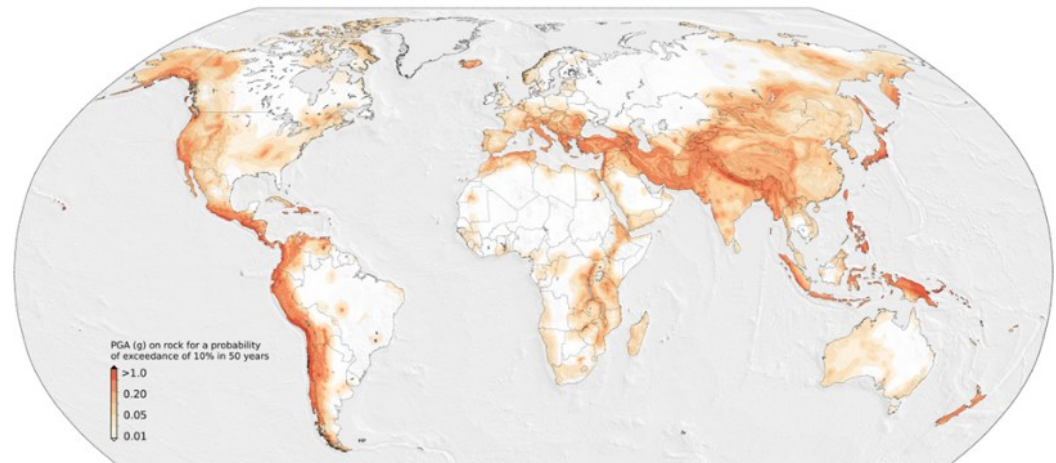 PGA (g) on rock for a probability
of exceedance of 10% in 50 years
>1.0
0.20
0.05
0.01